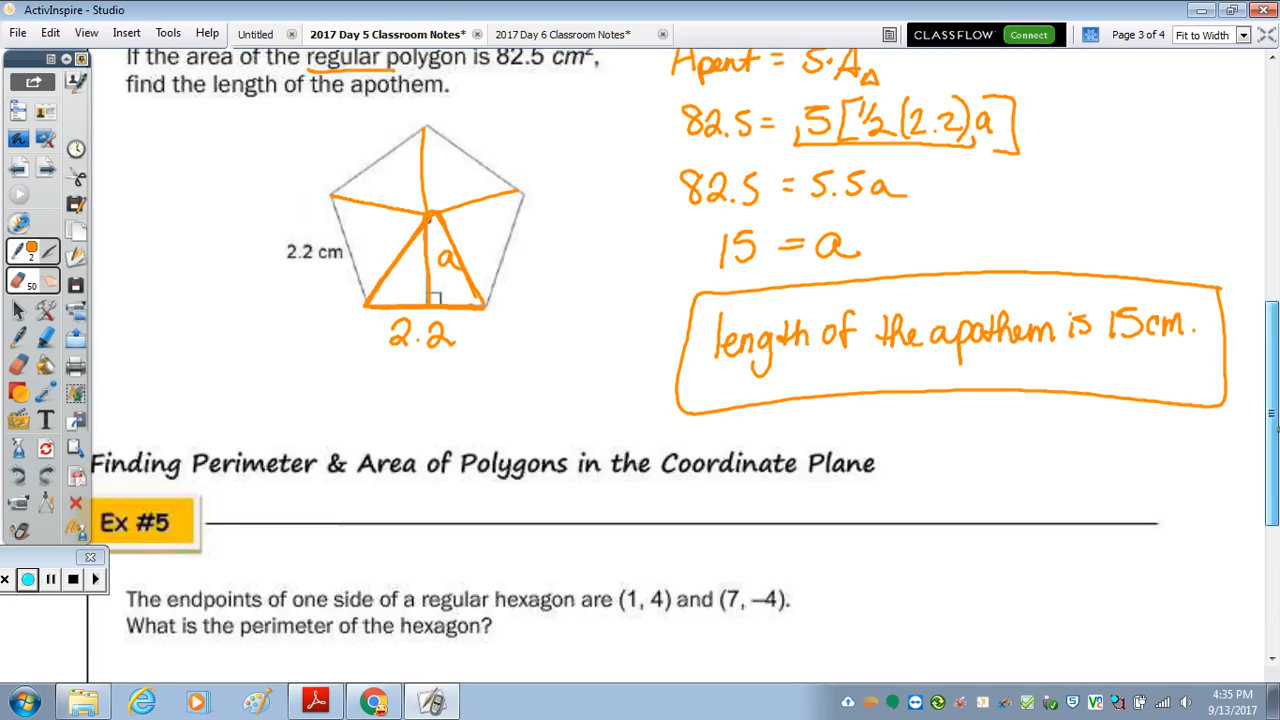 ActivInspire - Studio
File Edit View Insert Tools Help Untitled 2017 Day 5 Classroom Notes* 2017 Day 6 Classroom Notes* CLASSFLOW Connect Page 3 of 4 Fit to Width
If the area of the regular polygon is 82.5 cm²,
find the length of the apothem.
2.2 cm
a
2.2
Apent = 5·A△
82.5 = 5[1/2(2.2)a]
82.5 = 5.5a
15 = a
length of the apothem is 15cm.
2
50
Finding Perimeter & Area of Polygons in the Coordinate Plane
Ex #5
The endpoints of one side of a regular hexagon are (1, 4) and (7, –4).
What is the perimeter of the hexagon?
4:35 PM
9/13/2017